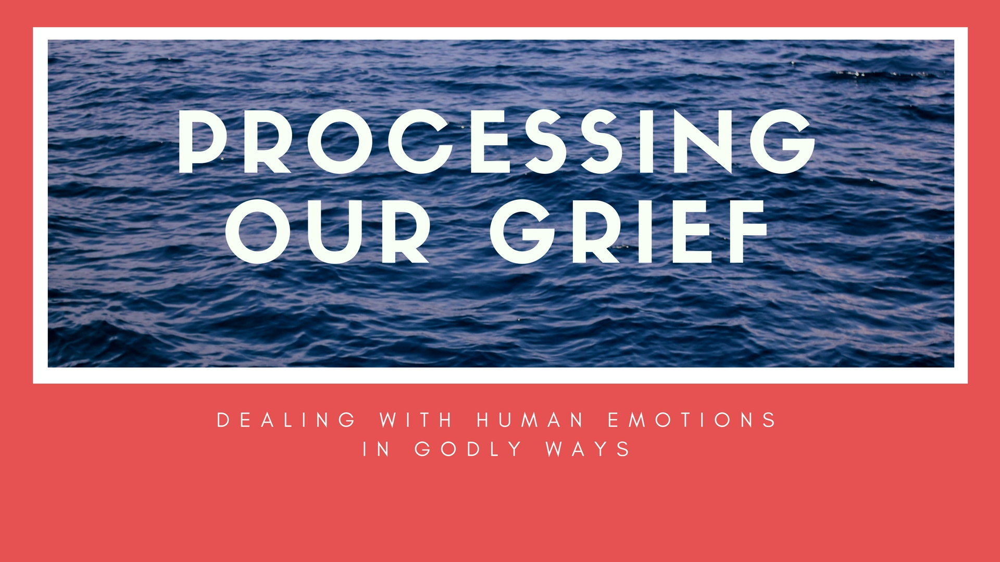 PROCESSING
OUR GRIEF
DEALING WITH HUMAN EMOTIONS
IN GODLY WAYS